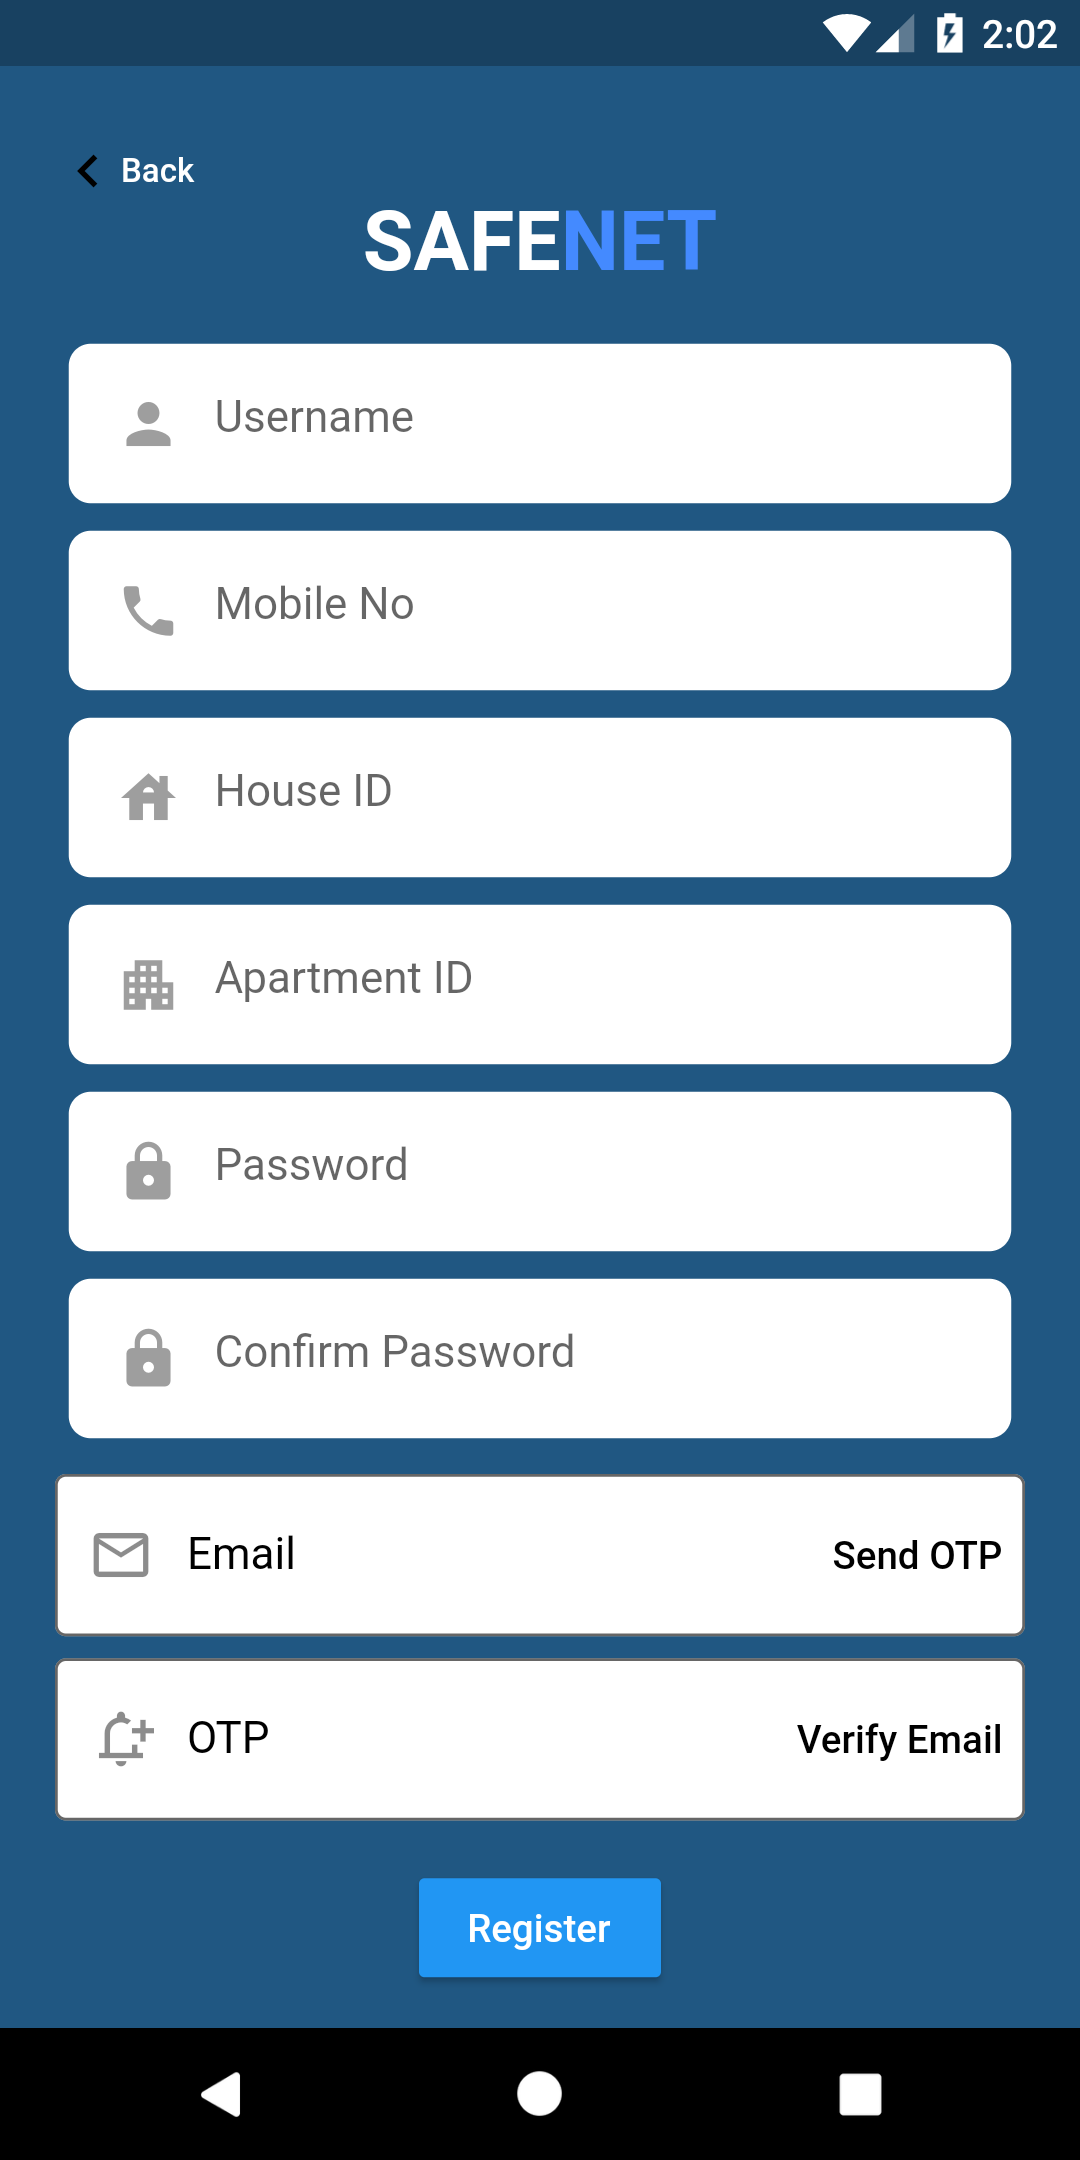 2:02
Back
SAFENET
Username
Mobile No
House ID
Apartment ID
Password
Confirm Password
Email Send OTP
OTP Verify Email
Register